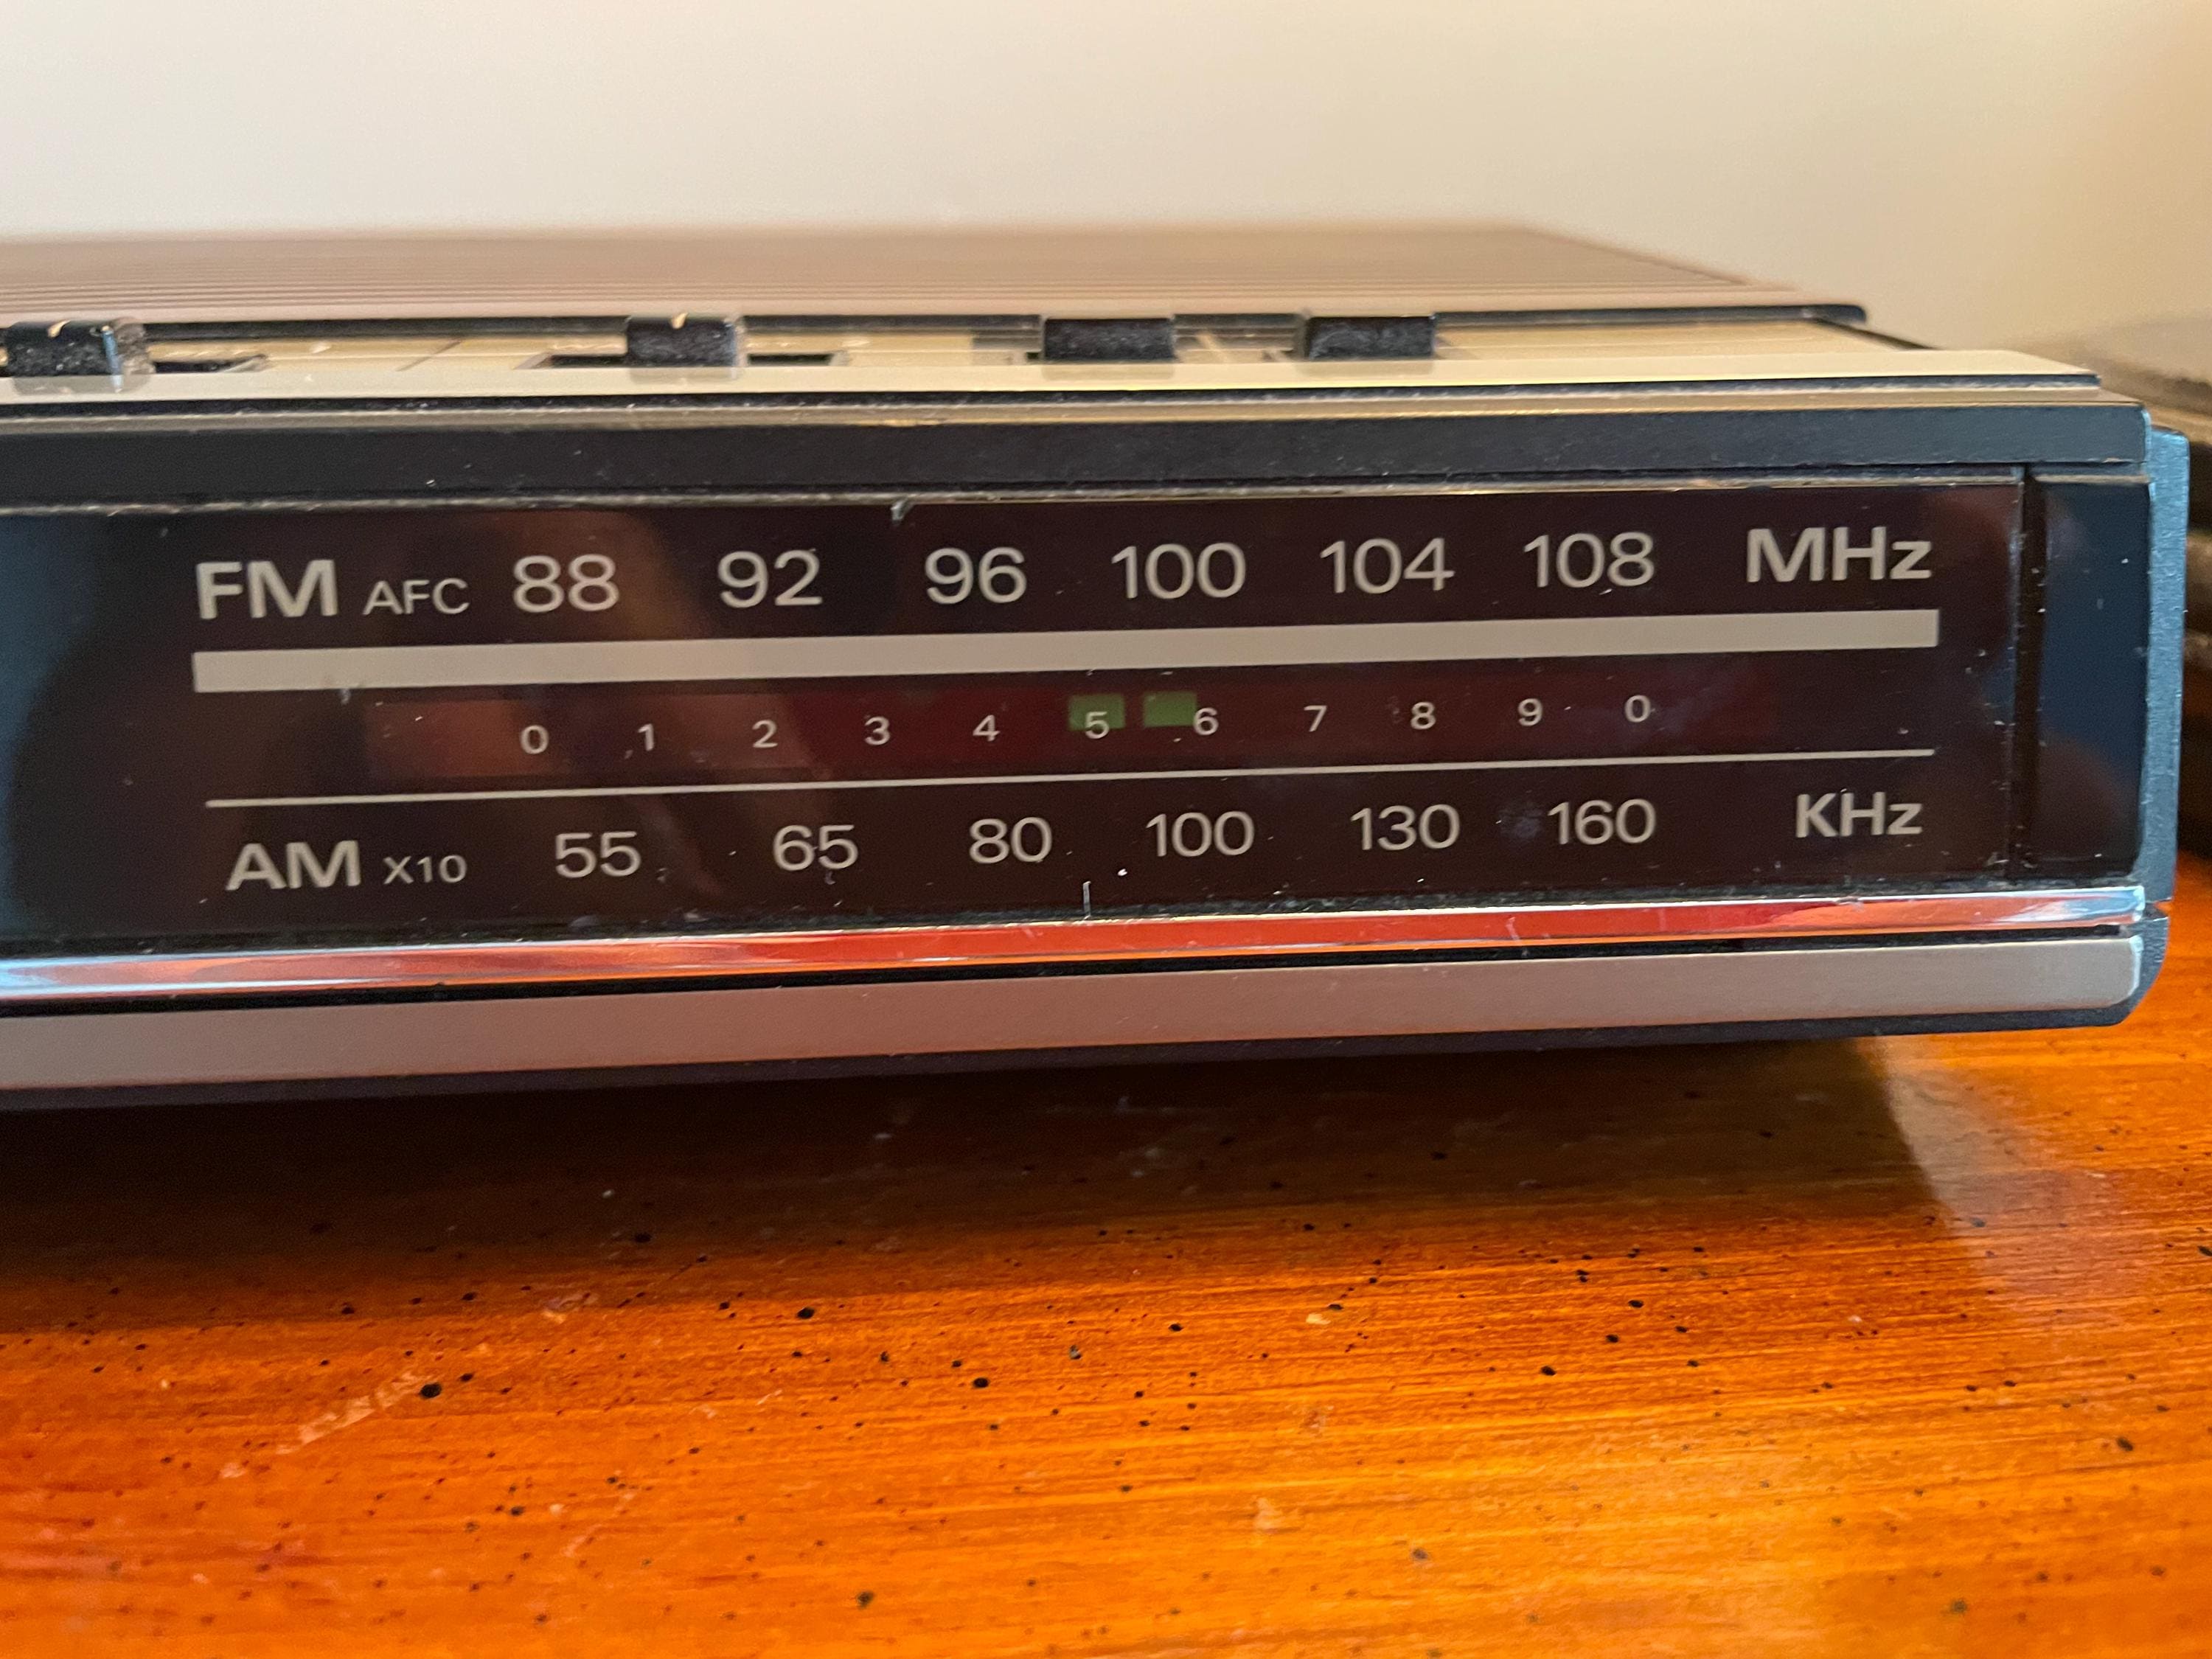 FM AFC 88 92 96 100 104 108 MHz
0 1 2 3 4 5 6 7 8 9 0
AM X10 55 65 80 100 130 160 KHz